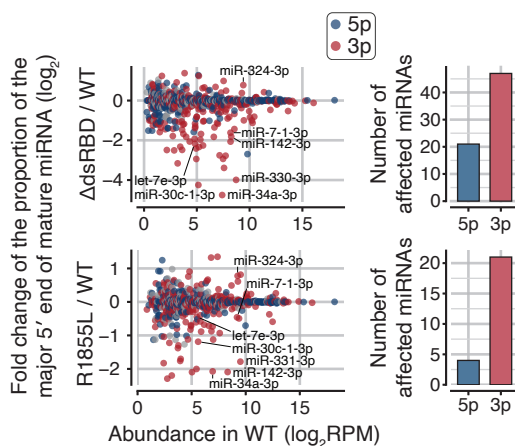 5p
3p
Fold change of the proportion of the
major 5′ end of mature miRNA (log₂)
ΔdsRBD / WT
0
−2
−4
miR-324-3p
miR-7-1-3p
miR-142-3p
let-7e-3p
miR-330-3p
miR-30c-1-3p
miR-34a-3p
0
5
10
15
Number of
affected miRNAs
40
30
20
10
0
5p
3p
R1855L / WT
1
0
−1
−2
miR-324-3p
miR-7-1-3p
let-7e-3p
miR-30c-1-3p
miR-331-3p
miR-142-3p
miR-34a-3p
0
5
10
15
Abundance in WT (log₂RPM)
Number of
affected miRNAs
20
15
10
5
0
5p
3p